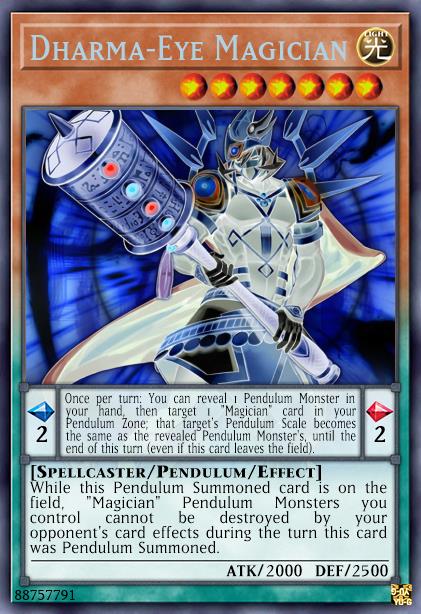 Dharma-Eye Magician
LIGHT
光
Once per turn: You can reveal 1 Pendulum Monster in
your hand, then target 1 "Magician" card in your
Pendulum Zone; that target's Pendulum Scale becomes
the same as the revealed Pendulum Monster's, until the
end of this turn (even if this card leaves the field).
2
2
[Spellcaster/Pendulum/Effect]
While this Pendulum Summoned card is on the
field, "Magician" Pendulum Monsters you
control cannot be destroyed by your
opponent's card effects during the turn this card
was Pendulum Summoned.
ATK/2000 DEF/2500
88757791